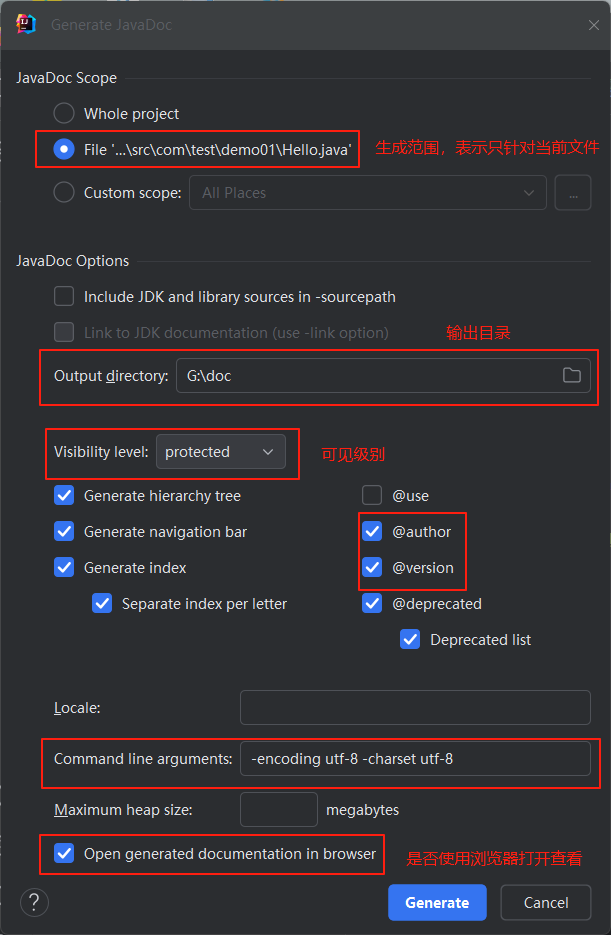 Generate JavaDoc
JavaDoc Scope
Whole project
File '...\src\com\test\demo01\Hello.java'
生成范围，表示只针对当前文件
Custom scope:
All Places
...
JavaDoc Options
Include JDK and library sources in -sourcepath
Link to JDK documentation (use -link option)
输出目录
Output directory:
G:\doc
Visibility level:
protected
可见级别
Generate hierarchy tree
@use
Generate navigation bar
@author
Generate index
@version
Separate index per letter
@deprecated
Deprecated list
Locale:
Command line arguments:
-encoding utf-8 -charset utf-8
Maximum heap size:
megabytes
Open generated documentation in browser
是否使用浏览器打开查看
?
Generate
Cancel